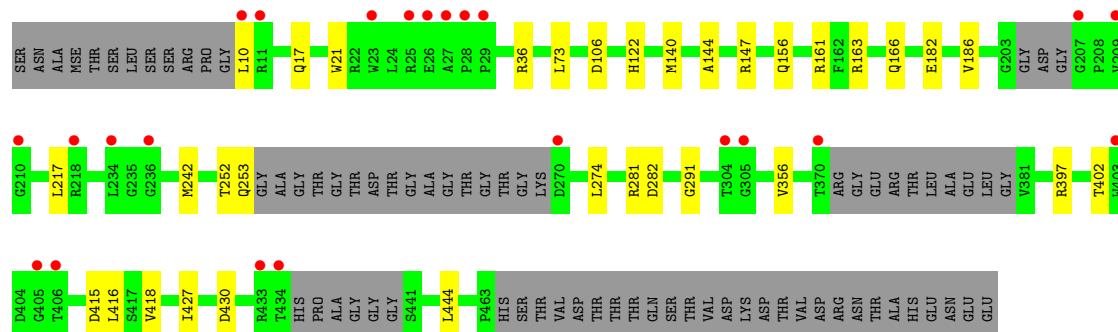 SER ASN ALA MSE THR SER LEU SER SER ARG PRO GLY L10 R11 Q17 W21 R22 W23 L24 R25 E26 A27 P28 P29 R36 L73 D106 H122 M140 A144 R147 Q156 R161 F162 R163 Q166 E182 V186 G203 GLY ASP GLY G207 P208
G210 L217 R218 L234 G235 G236 M242 T252 Q253 GLY ALA GLY THR GLY THR ASP THR GLY ALA GLY THR GLY THR GLY LYS D270 L274 R281 D282 G291 T304 G305 V356 T370 ARG GLY GLU ARG THR LEU ALA GLU LEU GLY V381 R397 T402
D404 G405 T406 D415 L416 S417 V418 I427 D430 R433 T434 HIS PRO ALA GLY GLY GLY S441 L444 P463 HIS SER THR VAL ASP THR THR THR GLN SER THR VAL ASP LYS ASP THR VAL ASP ARG ASN THR ALA HIS GLU ASN GLU GLU